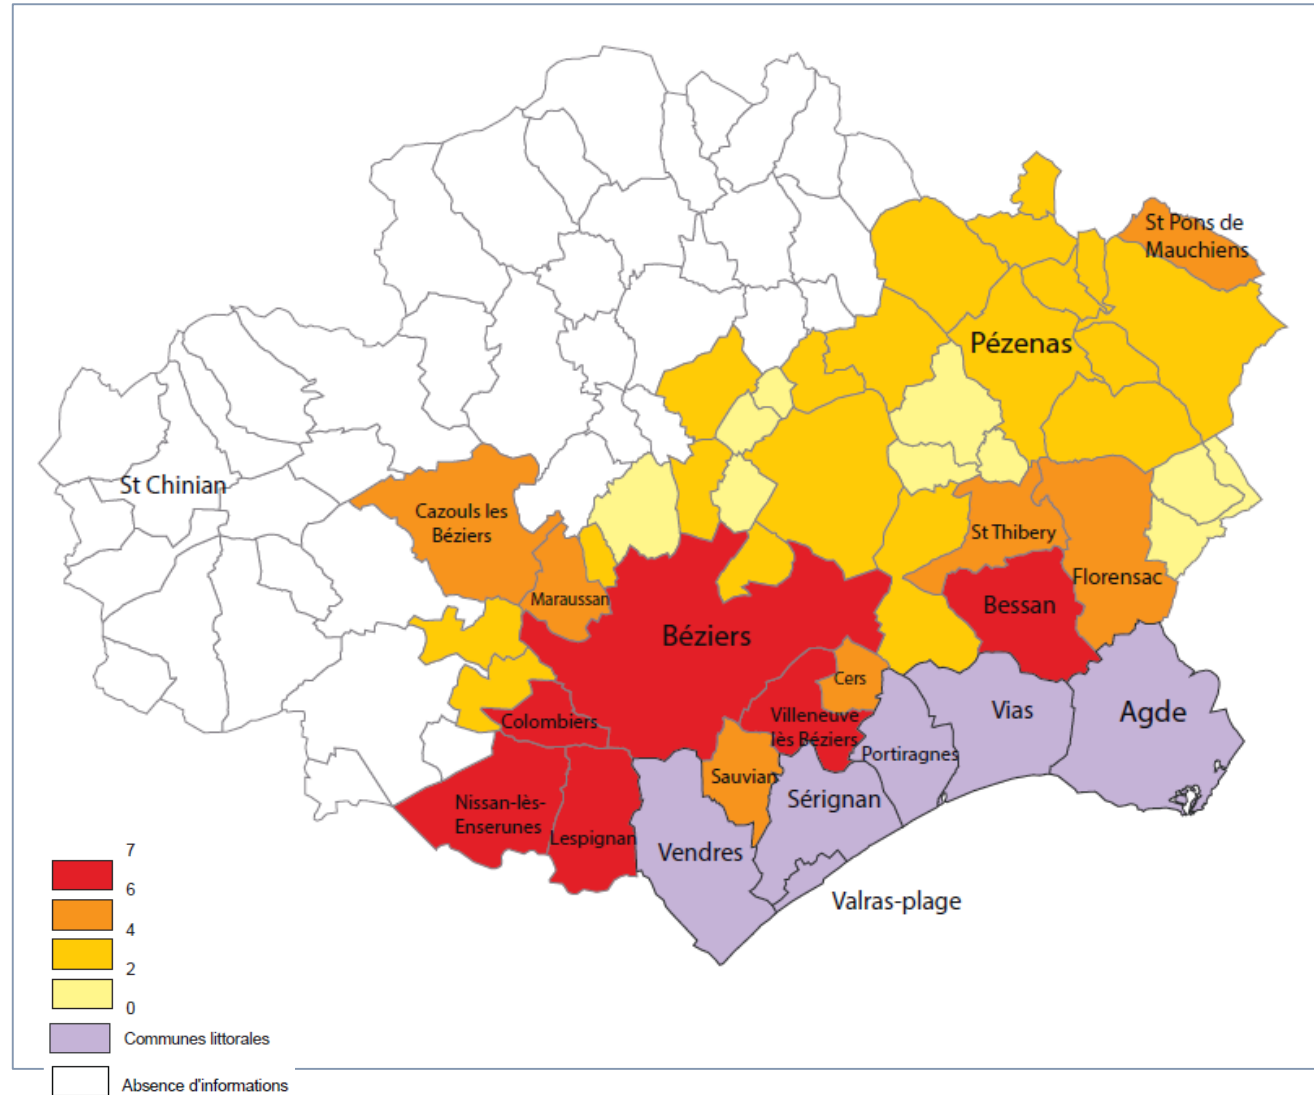 St Pons de
Mauchiens
Pézenas
St Chinian
Cazouls les
Béziers
St Thibery
Florensac
Maraussan
Bessan
Béziers
Cers
Colombiers
Villeneuve
lès Béziers
Vias
Agde
Portiragnes
Sauvian
Sérignan
Nissan-lès-
Enserunes
Lespignan
Vendres
Valras-plage
7
6
4
2
0
Communes littorales
Absence d'informations